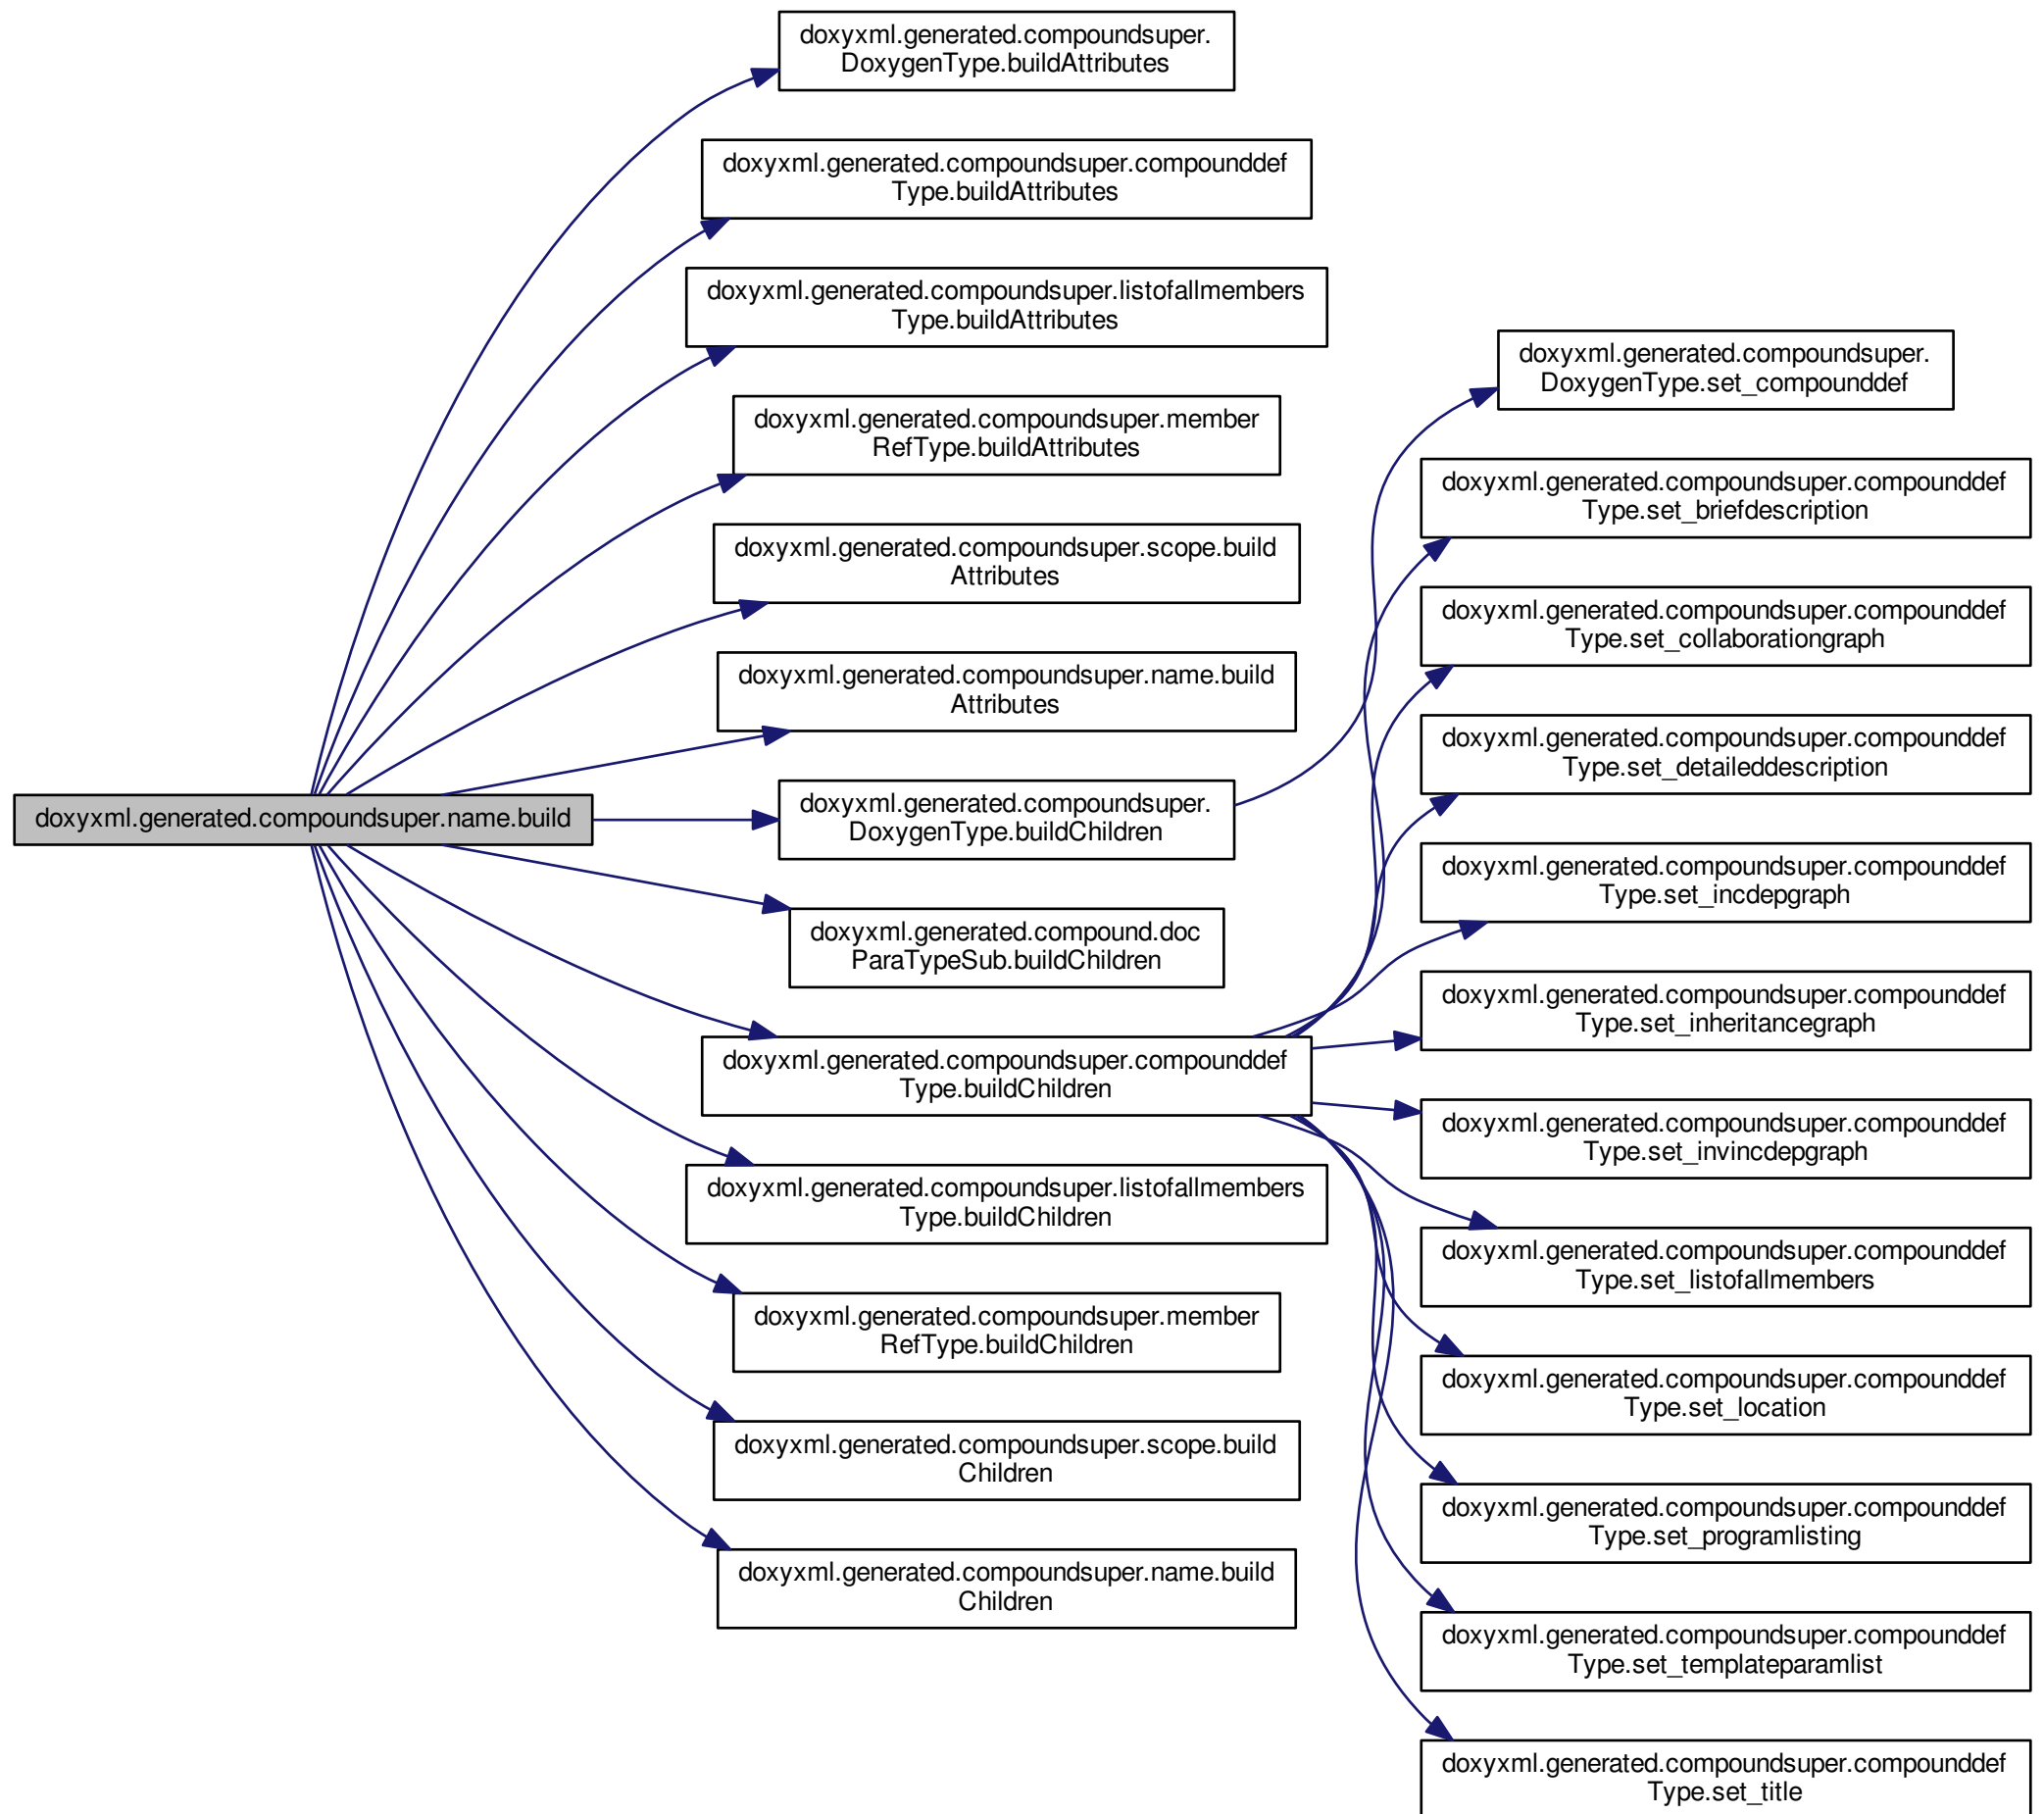 doxyxml.generated.compoundsuper.name.build
doxyxml.generated.compoundsuper.
DoxygenType.buildAttributes
doxyxml.generated.compoundsuper.compounddef
Type.buildAttributes
doxyxml.generated.compoundsuper.listofallmembers
Type.buildAttributes
doxyxml.generated.compoundsuper.member
RefType.buildAttributes
doxyxml.generated.compoundsuper.scope.build
Attributes
doxyxml.generated.compoundsuper.name.build
Attributes
doxyxml.generated.compoundsuper.
DoxygenType.buildChildren
doxyxml.generated.compound.doc
ParaTypeSub.buildChildren
doxyxml.generated.compoundsuper.compounddef
Type.buildChildren
doxyxml.generated.compoundsuper.listofallmembers
Type.buildChildren
doxyxml.generated.compoundsuper.member
RefType.buildChildren
doxyxml.generated.compoundsuper.scope.build
Children
doxyxml.generated.compoundsuper.name.build
Children
doxyxml.generated.compoundsuper.
DoxygenType.set_compounddef
doxyxml.generated.compoundsuper.compounddef
Type.set_briefdescription
doxyxml.generated.compoundsuper.compounddef
Type.set_collaborationgraph
doxyxml.generated.compoundsuper.compounddef
Type.set_detaileddescription
doxyxml.generated.compoundsuper.compounddef
Type.set_incdepgraph
doxyxml.generated.compoundsuper.compounddef
Type.set_inheritancegraph
doxyxml.generated.compoundsuper.compounddef
Type.set_invincdepgraph
doxyxml.generated.compoundsuper.compounddef
Type.set_listofallmembers
doxyxml.generated.compoundsuper.compounddef
Type.set_location
doxyxml.generated.compoundsuper.compounddef
Type.set_programlisting
doxyxml.generated.compoundsuper.compounddef
Type.set_templateparamlist
doxyxml.generated.compoundsuper.compounddef
Type.set_title